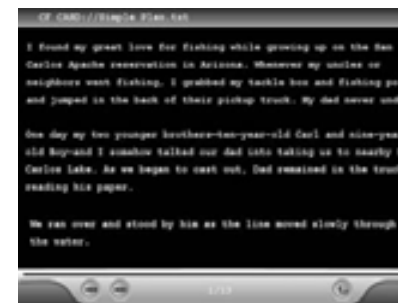 CF CARD://Simple Plan.txt
I found my great love for fishing while growing up on the San
Carlos Apache reservation in Arizona. Whenever my uncles or
neighbors went fishing, I grabbed my tackle box and fishing po
and jumped in the back of their pickup truck. My dad never und
One day my two younger brothers-ten-year-old Carl and nine-yea
old Roy-and I somehow talked our dad into taking us to nearby
Carlos Lake. As we began to cast out, Dad remained in the truc
reading his paper.
We ran over and stood by him as the line moved slowly through
the water.
1/13